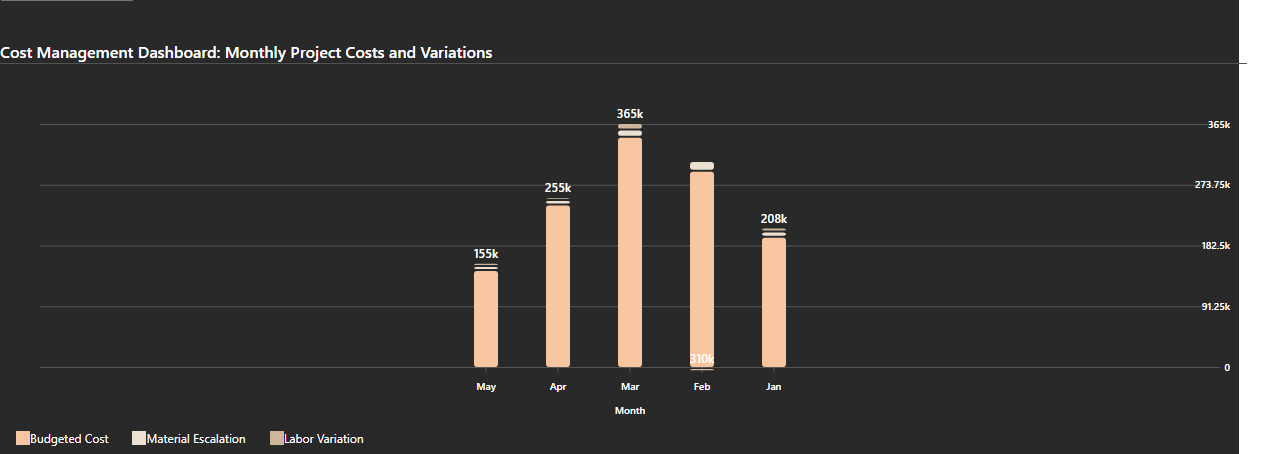 Cost Management Dashboard: Monthly Project Costs and Variations
365k
365k
255k
273.75k
208k
182.5k
155k
91.25k
310k
0
May Apr Mar Feb Jan
Month
Budgeted Cost Material Escalation Labor Variation